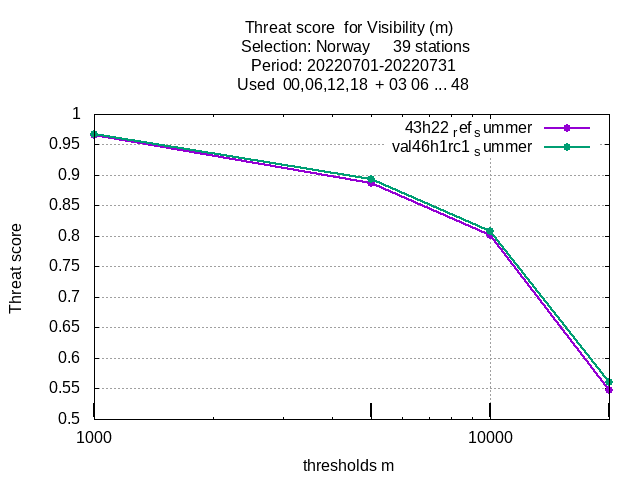 Threat score  for Visibility (m)
Selection: Norway     39 stations
Period: 20220701-20220731
Used  00,06,12,18  + 03 06 ... 48
43h22 ref summer
val46h1rc1 summer
1
0.95
0.9
0.85
0.8
0.75
0.7
0.65
0.6
0.55
0.5
Threat score
1000
10000
thresholds m